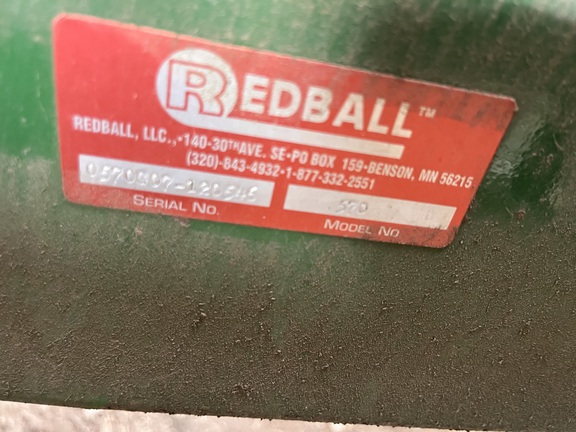 REDBALL™
REDBALL, LLC., •140-30TH AVE. SE•PO BOX 159•BENSON, MN 56215
(320)-843-4932•1-877-332-2551
570
SERIAL NO. MODEL NO